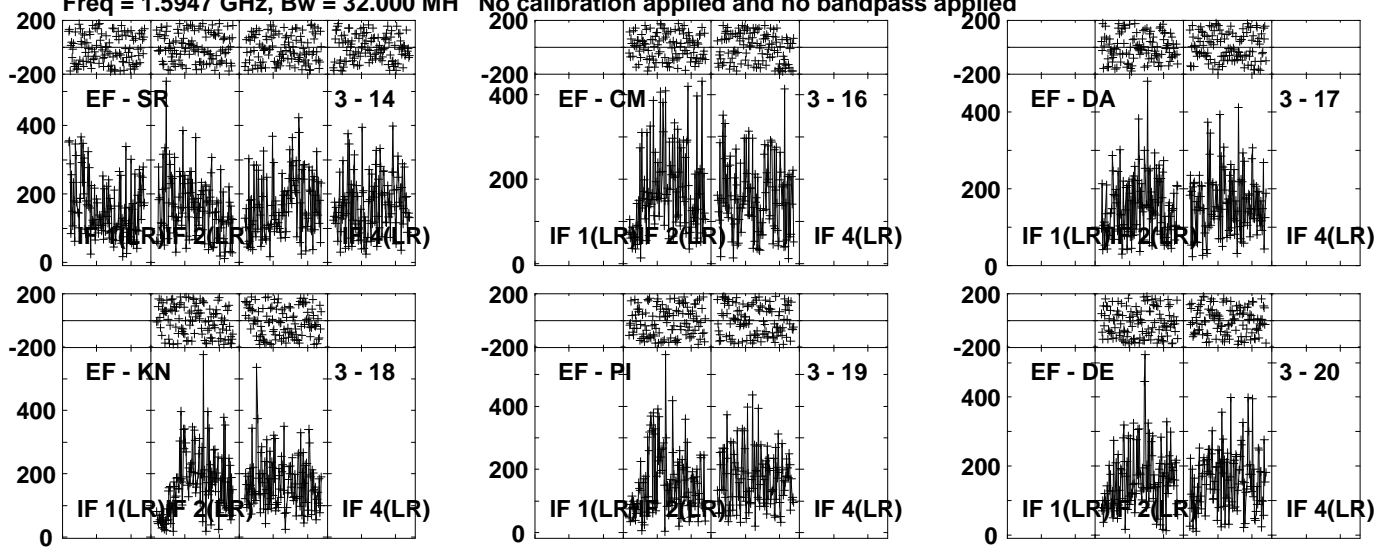 Freq = 1.5947 GHz, Bw = 32.000 MH No calibration applied and no bandpass applied
200
-200
EF - SR 3 - 14
400
200
IF 2(LR) IF 4(LR)
0
200
-200
EF - CM 3 - 16
400
200
IF 1(LR) IF 2(LR) IF 4(LR)
0
200
-200
EF - DA 3 - 17
400
200
IF 1(LR) IF 2(LR) IF 4(LR)
0
200
-200
EF - KN 3 - 18
400
200
IF 1(LR) IF 2(LR) IF 4(LR)
0
200
-200
EF - PI 3 - 19
400
200
IF 1(LR) IF 2(LR) IF 4(LR)
0
200
-200
EF - DE 3 - 20
400
200
IF 1(LR) IF 2(LR) IF 4(LR)
0